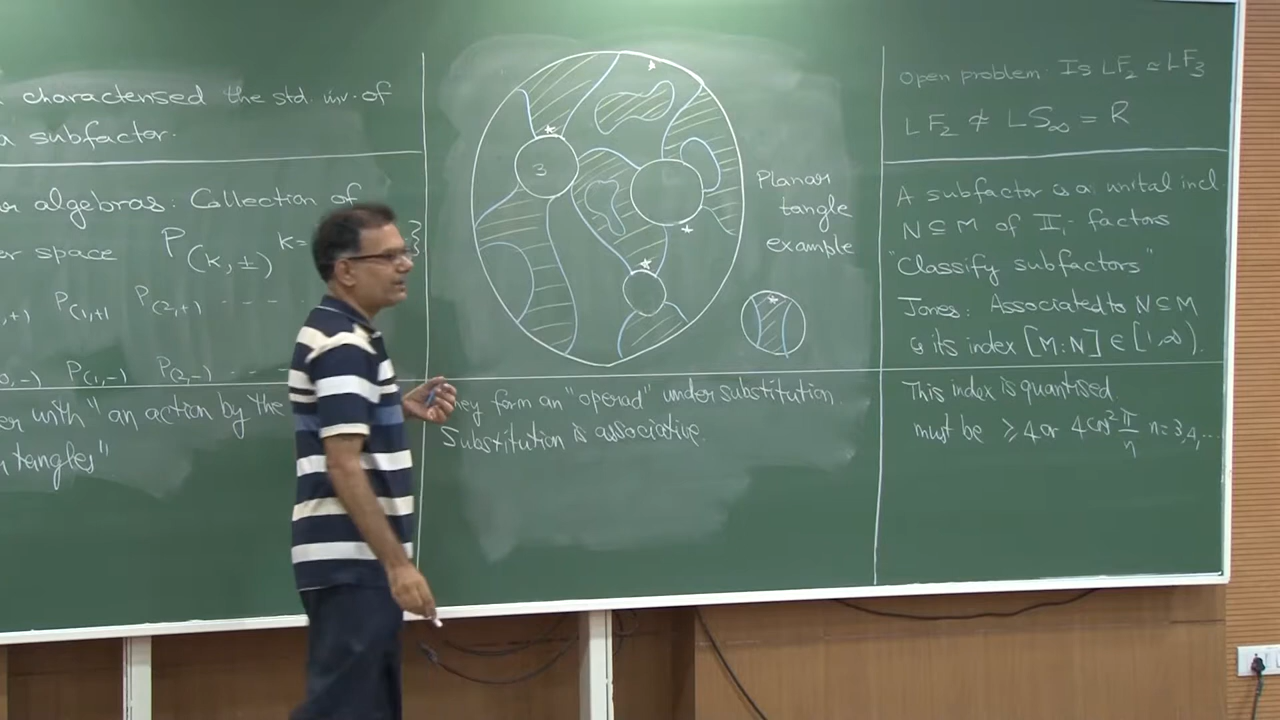 characterised the std. inv. of
a subfactor.
algebras: Collection of
space P(k,±) k=
P(1,+) P(2,+) - - - -
P(1,-) P(2,-) - - -
with "an action by the
tangles"
3
Planar
tangle
example
They form an "operad" under substitution.
Substitution is associative.
Open problem: Is LF₂ ≃ LF₃
LF₂ ≄ LS∞ = R
A subfactor is a unital incl.
N ⊆ M of II₁- factors
"Classify subfactors"
Jones: Associated to N ⊆ M
is its index [M:N] ∈ [1,∞).
This index is quantised.
must be ≥ 4 or 4cos² π/n n=3,4,...